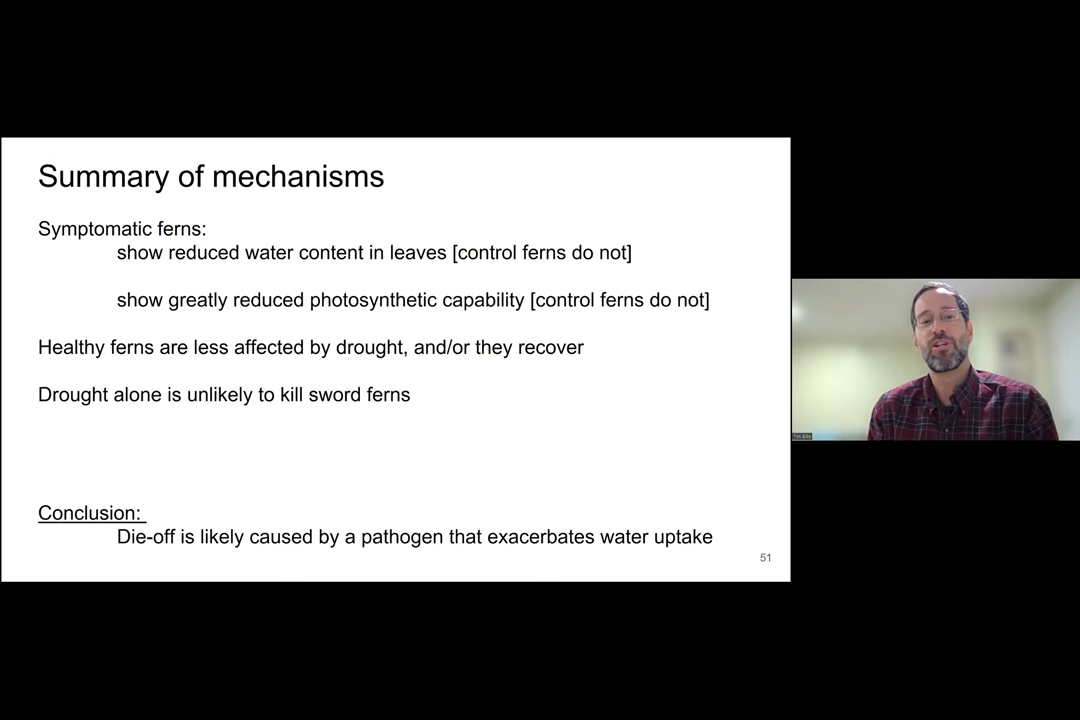 Summary of mechanisms
Symptomatic ferns:
show reduced water content in leaves [control ferns do not]
show greatly reduced photosynthetic capability [control ferns do not]
Healthy ferns are less affected by drought, and/or they recover
Drought alone is unlikely to kill sword ferns
Conclusion:
Die-off is likely caused by a pathogen that exacerbates water uptake
51